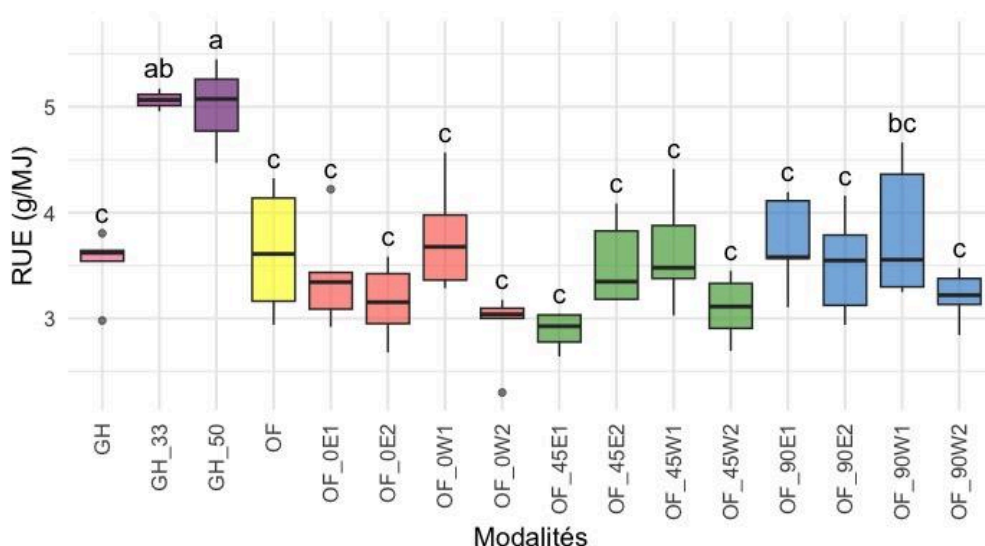 a
ab
5
bc
c
c
c
c
c
c
c
c
4
c
c
c
c
c
3
RUE (g/MJ)
GH
GH_33
GH_50
OF
OF_0E1
OF_0E2
OF_0W1
OF_0W2
OF_45E1
OF_45E2
OF_45W1
OF_45W2
OF_90E1
OF_90E2
OF_90W1
OF_90W2
Modalités